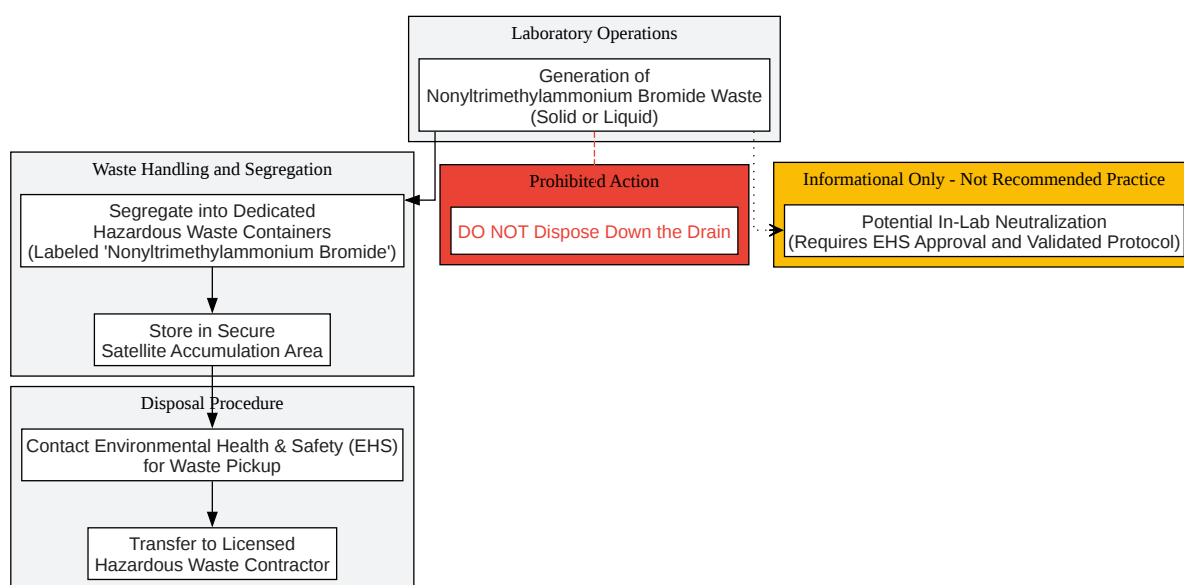 Laboratory Operations
Generation of
Nonyltrimethylammonium Bromide Waste
(Solid or Liquid)
Waste Handling and Segregation
Segregate into Dedicated
Hazardous Waste Containers
(Labeled 'Nonyltrimethylammonium Bromide')
Store in Secure
Satellite Accumulation Area
Prohibited Action
DO NOT Dispose Down the Drain
Informational Only - Not Recommended Practice
Potential In-Lab Neutralization
(Requires EHS Approval and Validated Protocol)
Disposal Procedure
Contact Environmental Health & Safety (EHS)
for Waste Pickup
Transfer to Licensed
Hazardous Waste Contractor